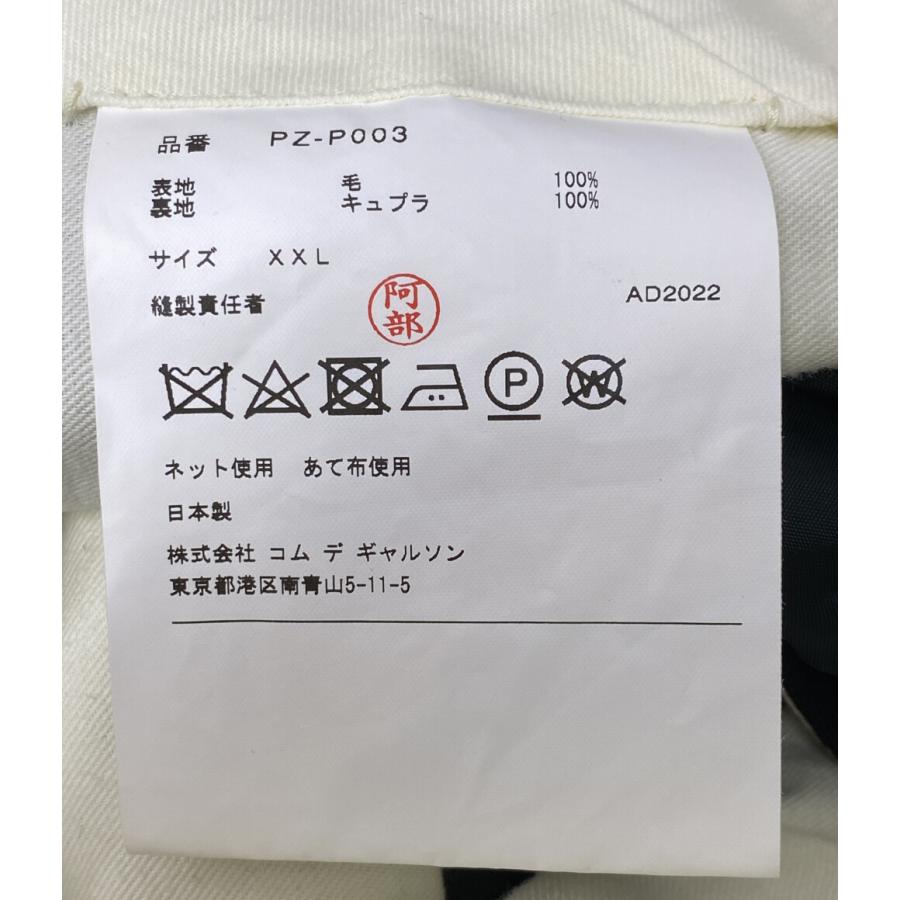 品番 PZ-P003
表地 毛 100%
裏地 キュプラ 100%
サイズ XXL
縫製責任者 阿部 AD2022
P W
ネット使用 あて布使用
日本製
株式会社 コム デ ギャルソン
東京都港区南青山5-11-5